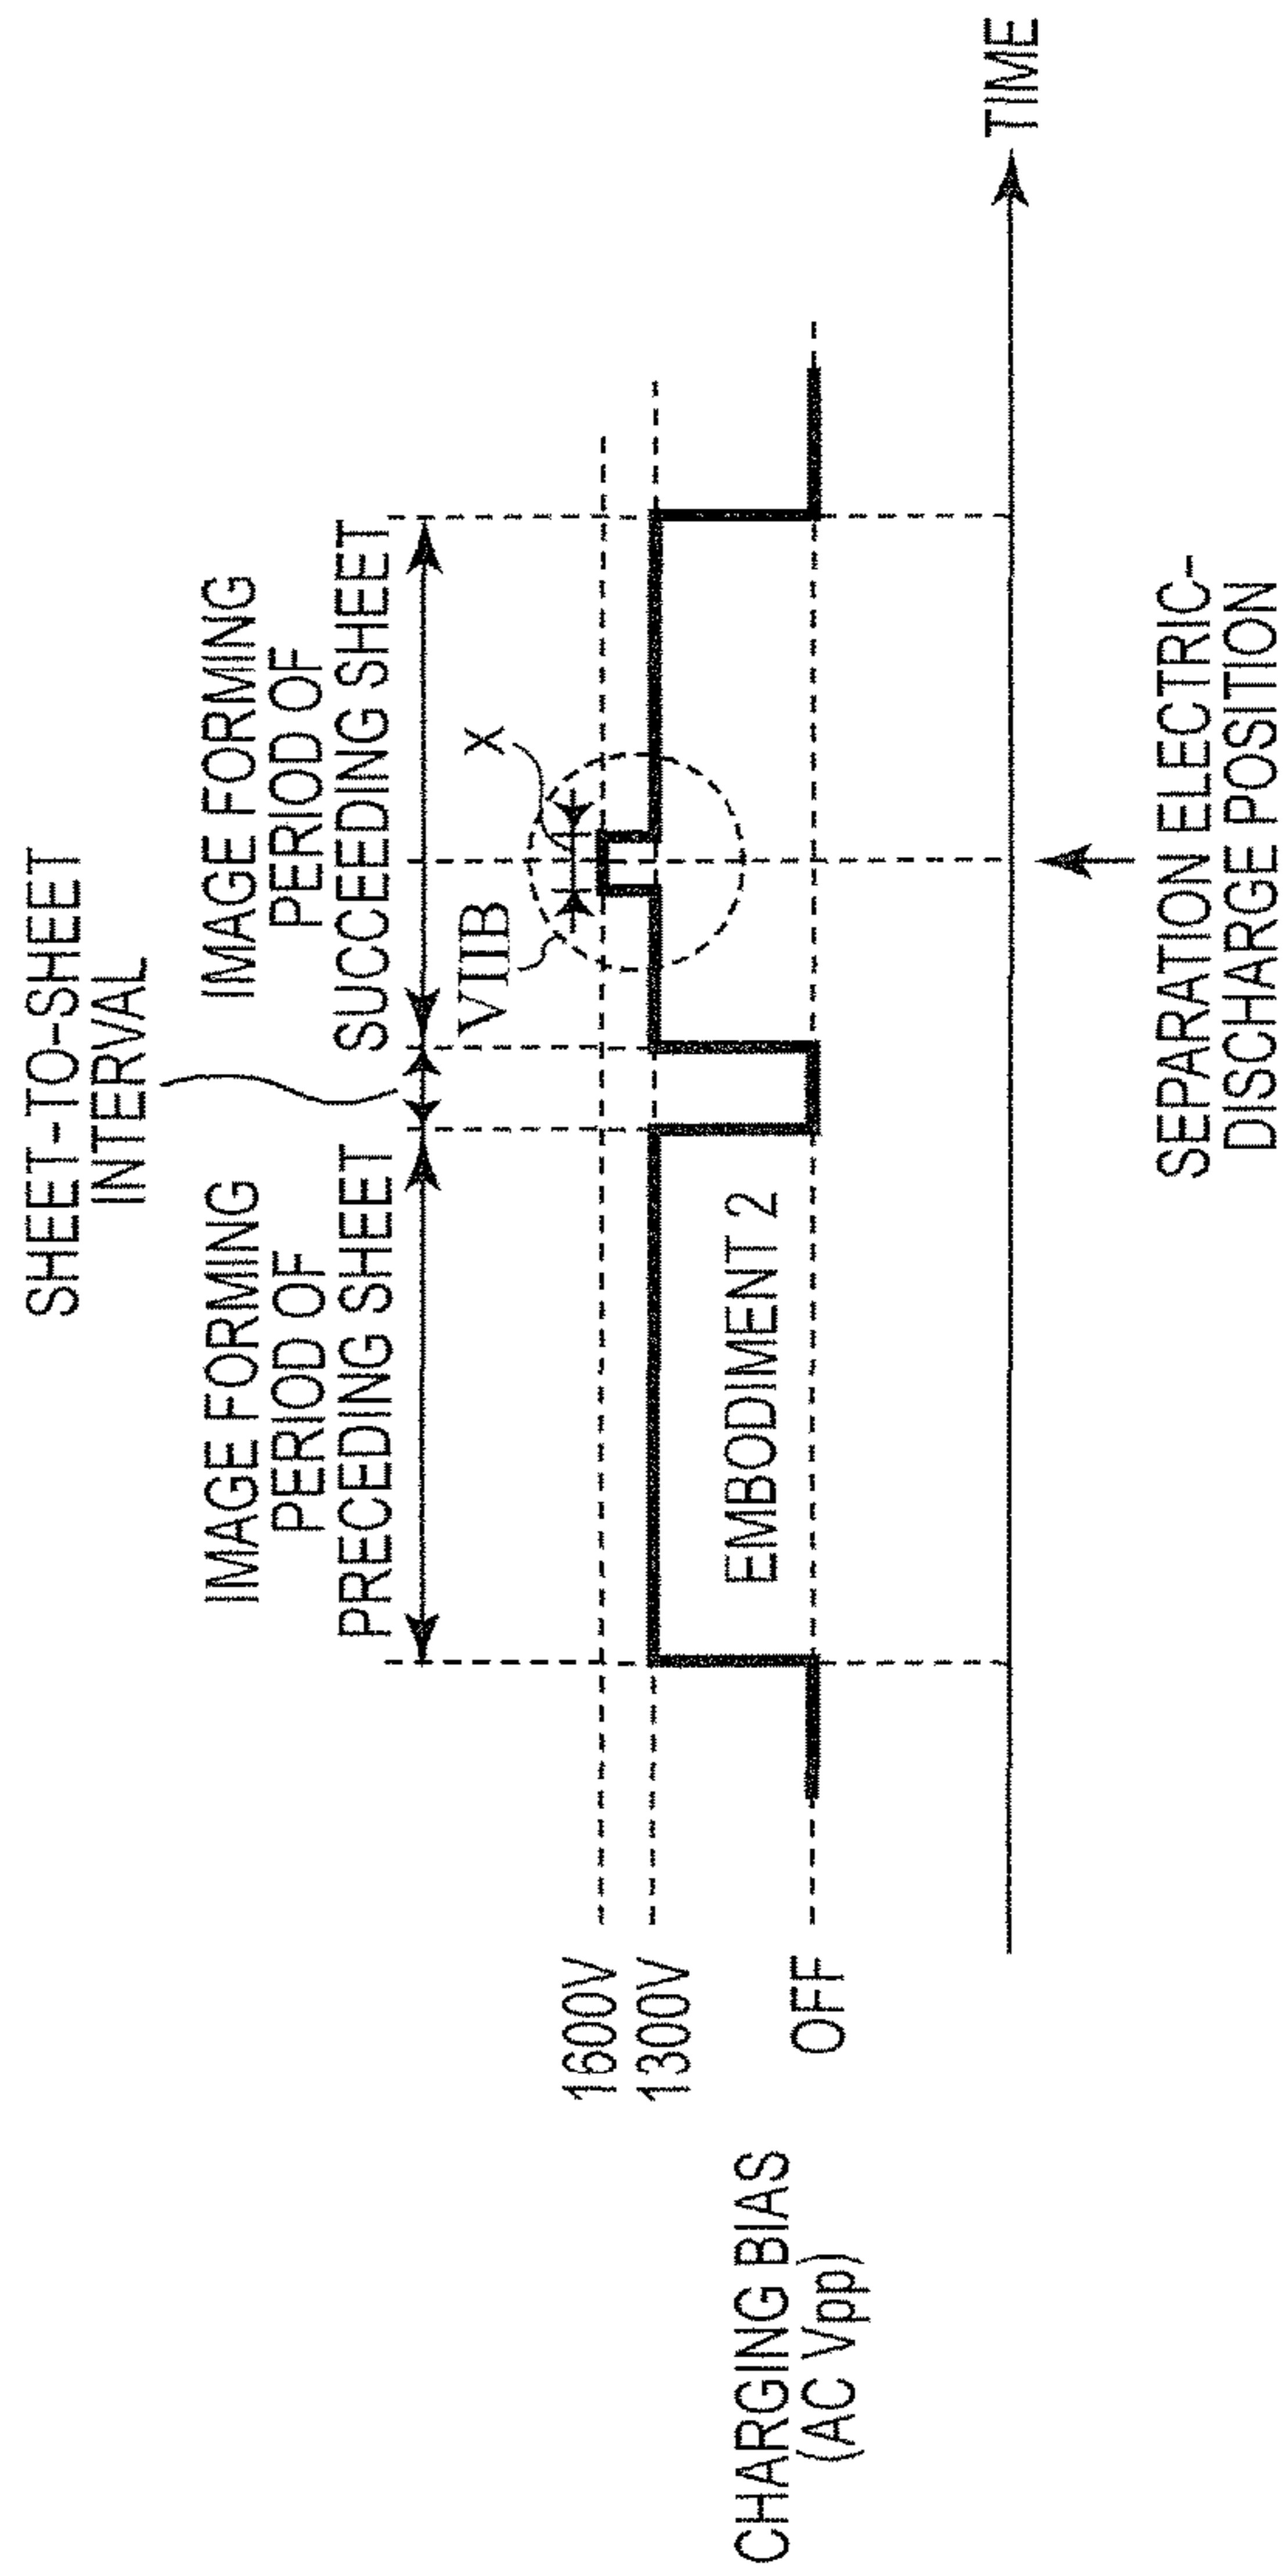 SHEET-TO-SHEET
INTERVAL
IMAGE FORMING
PERIOD OF
PRECEDING SHEET
IMAGE FORMING
PERIOD OF
SUCCEEDING SHEET
VIIB
X
1600V
1300V
EMBODIMENT 2
CHARGING BIAS
(AC Vpp)
OFF
TIME
SEPARATION ELECTRIC-
DISCHARGE POSITION